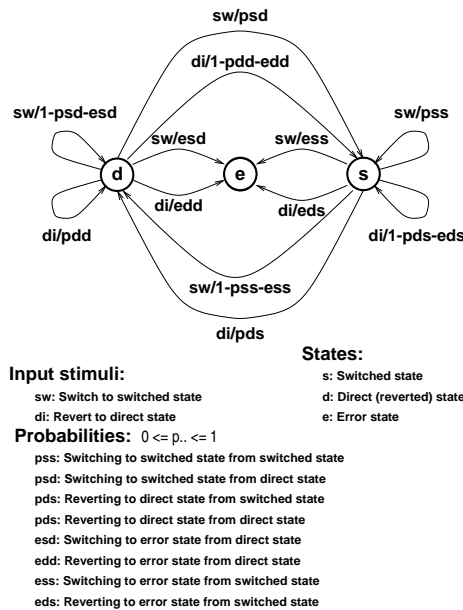 sw/psd
di/1-pdd-edd
sw/1-psd-esd
sw/pss
sw/esd
sw/ess
d
e
s
di/edd
di/eds
di/pdd
di/1-pds-eds
sw/1-pss-ess
di/pds
States:
s: Switched state
d: Direct (reverted) state
e: Error state
Input stimuli:
sw: Switch to switched state
di: Revert to direct state
Probabilities: 0 <= p.. <= 1
pss: Switching to switched state from switched state
psd: Switching to switched state from direct state
pds: Reverting to direct state from switched state
pds: Reverting to direct state from direct state
esd: Switching to error state from direct state
edd: Reverting to error state from direct state
ess: Switching to error state from switched state
eds: Reverting to error state from switched state